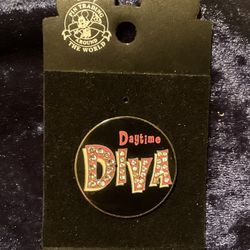 PIN TRADING
AROUND
THE WORLD
Daytime
DIVA